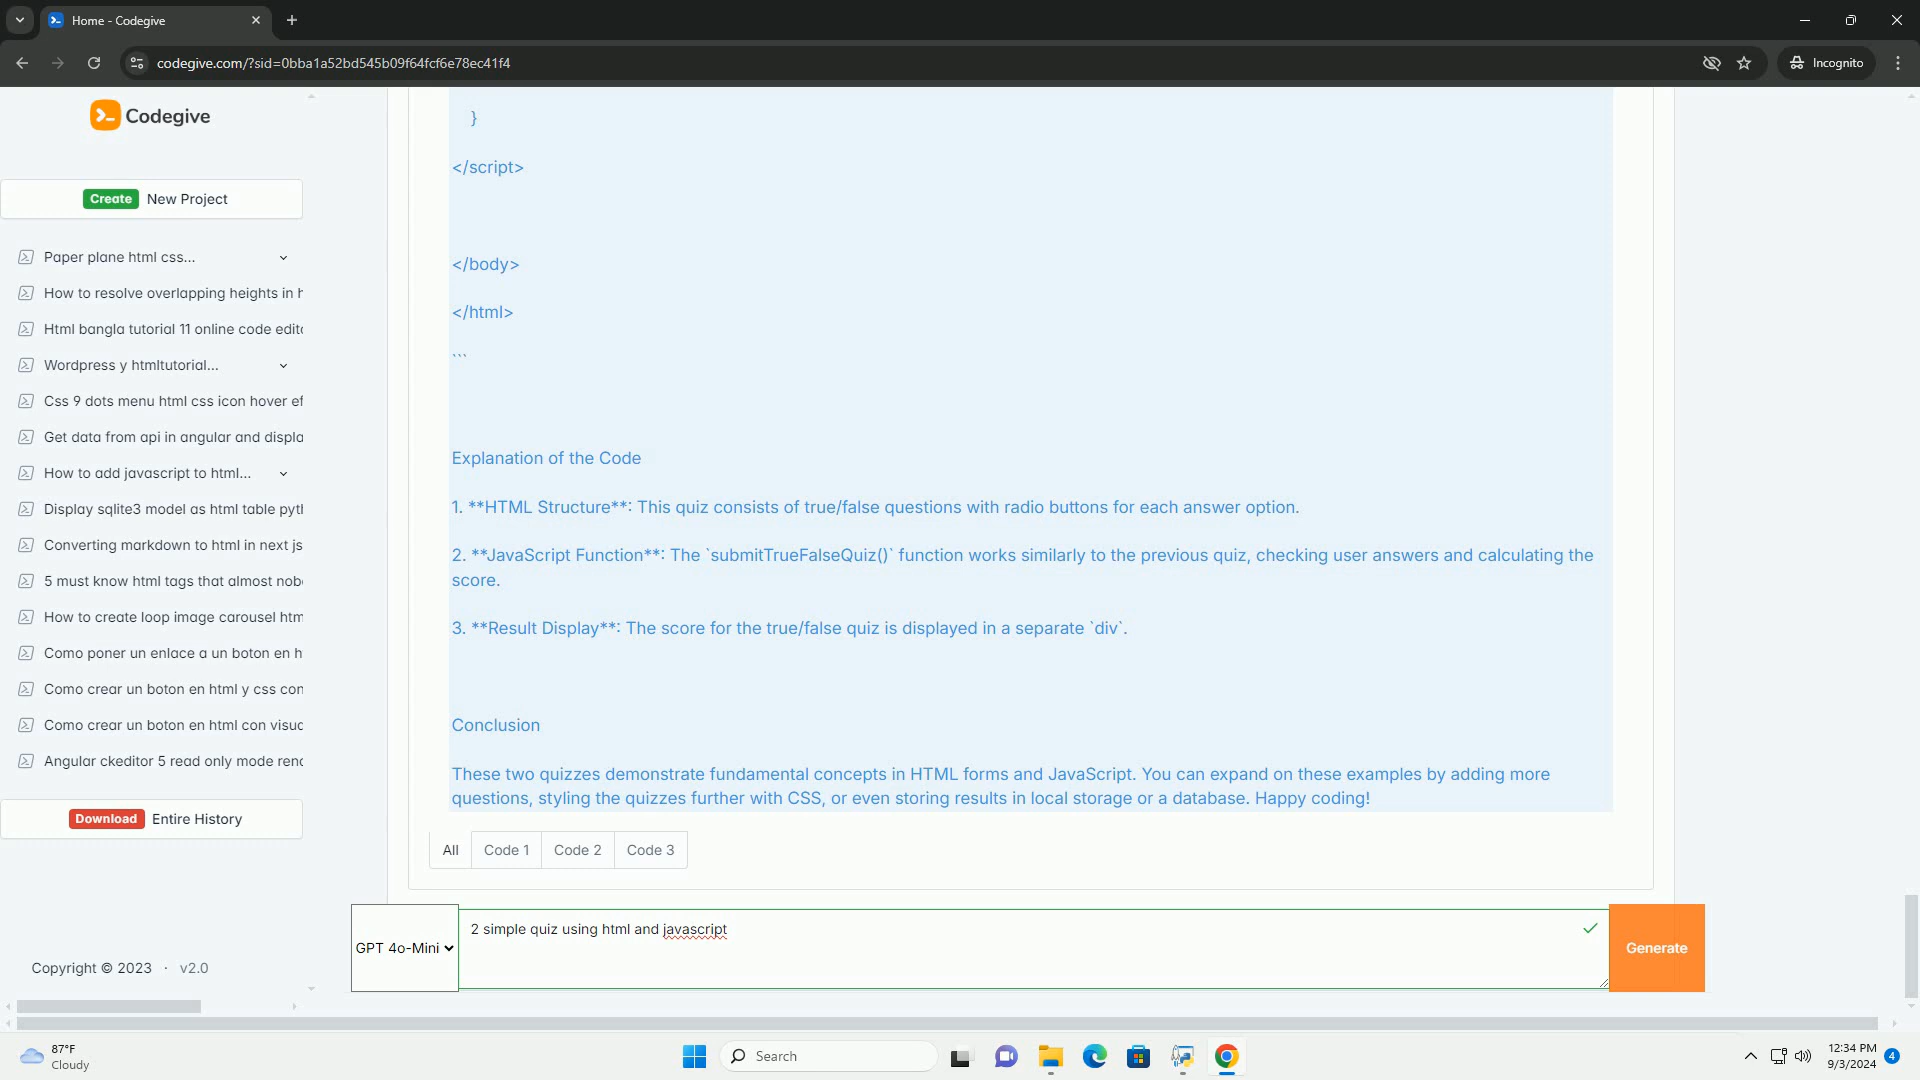 Home - Codegive
codegive.com/?sid=0bba1a52bd545b09f64fcf6e78ec41f4
Incognito
Codegive
Create New Project
Paper plane html css...
How to resolve overlapping heights in h
Html bangla tutorial 11 online code edit
Wordpress y htmltutorial...
Css 9 dots menu html css icon hover ef
Get data from api in angular and displa
How to add javascript to html...
Display sqlite3 model as html table pyt
Converting markdown to html in next js
5 must know html tags that almost nob
How to create loop image carousel htm
Como poner un enlace a un boton en h
Como crear un boton en html y css con
Como crear un boton en html con visua
Angular ckeditor 5 read only mode rend
Download Entire History
Copyright © 2023 · v2.0
}
</script>
</body>
</html>
```
Explanation of the Code
1. **HTML Structure**: This quiz consists of true/false questions with radio buttons for each answer option.
2. **JavaScript Function**: The `submitTrueFalseQuiz()` function works similarly to the previous quiz, checking user answers and calculating the
score.
3. **Result Display**: The score for the true/false quiz is displayed in a separate `div`.
Conclusion
These two quizzes demonstrate fundamental concepts in HTML forms and JavaScript. You can expand on these examples by adding more
questions, styling the quizzes further with CSS, or even storing results in local storage or a database. Happy coding!
All Code 1 Code 2 Code 3
GPT 4o-Mini
2 simple quiz using html and javascript
Generate
87°F
Cloudy
Search
12:34 PM
9/3/2024
4